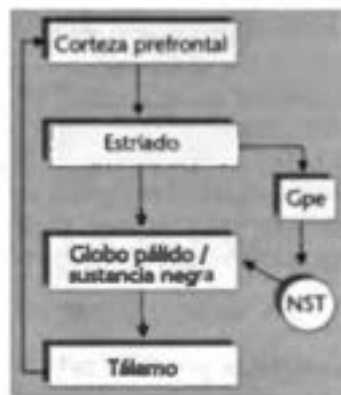 Corteza prefrontal
Estriado
Gpe
Globo pálido /
sustancia negra
NST
Tálamo